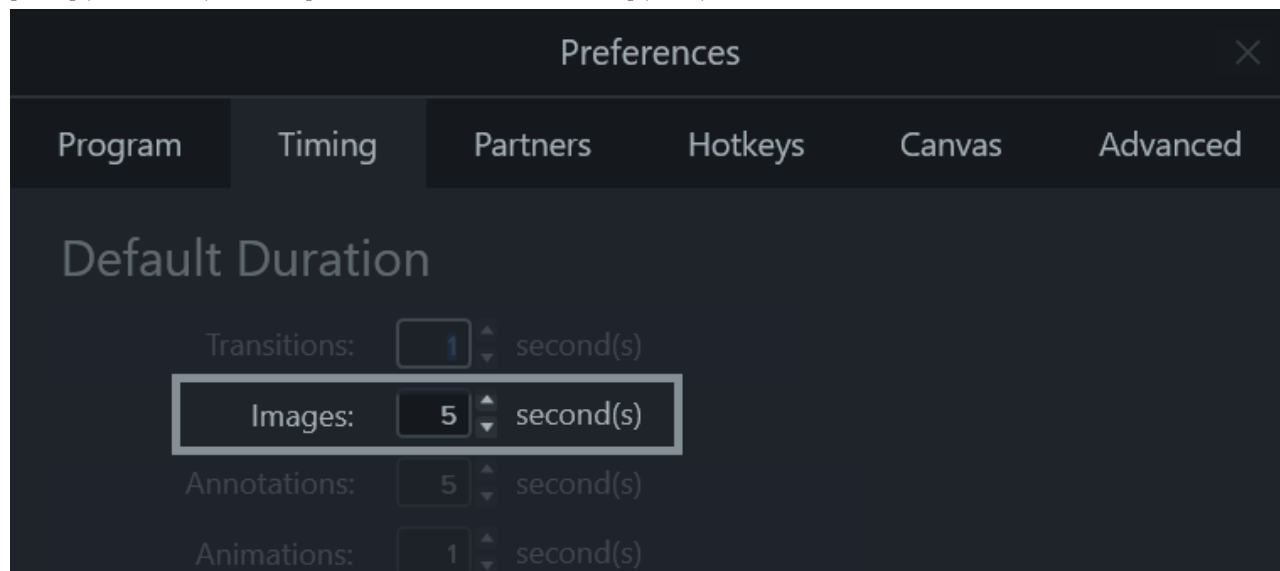 Preferences
Program Timing Partners Hotkeys Canvas Advanced
Default Duration
Transitions: 1 second(s)
Images: 5 second(s)
Annotations: 5 second(s)
Animations: 1 second(s)